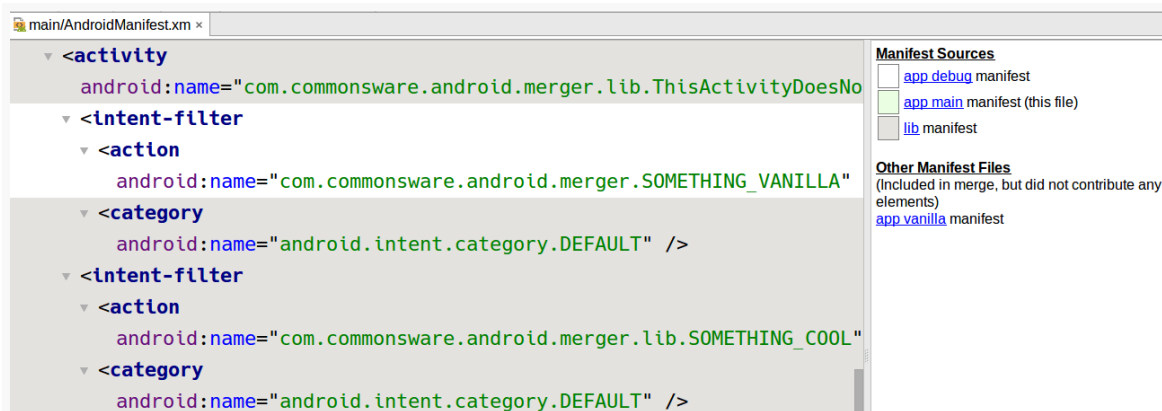 main/AndroidManifest.xm ×
<activity
android:name="com.commonsware.android.merger.lib.ThisActivityDoesNo
<intent-filter
<action
android:name="com.commonsware.android.merger.SOMETHING_VANILLA"
<category
android:name="android.intent.category.DEFAULT" />
<intent-filter
<action
android:name="com.commonsware.android.merger.lib.SOMETHING_COOL"
<category
android:name="android.intent.category.DEFAULT" />
Manifest Sources
app debug manifest
app main manifest (this file)
lib manifest
Other Manifest Files
(Included in merge, but did not contribute any
elements)
app vanilla manifest